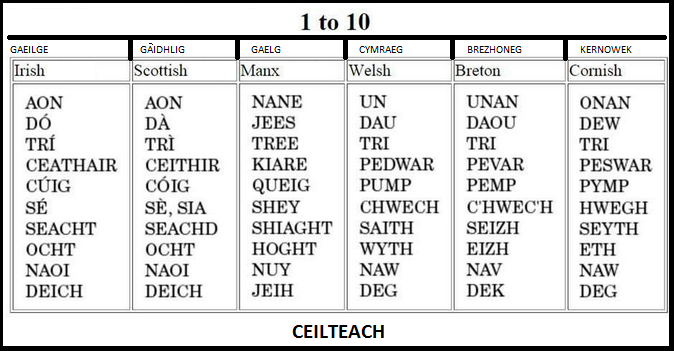 1 to 10
GAEILGE GÂIDHLIG GAELG CYMRAEG BREZHONEG KERNOWEK
Irish Scottish Manx Welsh Breton Cornish
AON AON NANE UN UNAN ONAN
DÓ DÀ JEES DAU DAOU DEW
TRÍ TRÌ TREE TRI TRI TRI
CEATHAIR CEITHIR KIARE PEDWAR PEVAR PESWAR
CÚIG CÓIG QUEIG PUMP PEMP PYMP
SÉ SÈ, SIA SHEY CHWECH C'HWEC'H HWEGH
SEACHT SEACHD SHIAGHT SAITH SEIZH SEYTH
OCHT OCHT HOGHT WYTH EIZH ETH
NAOI NAOI NUY NAW NAV NAW
DEICH DEICH JEIH DEG DEK DEG
CEILTEACH